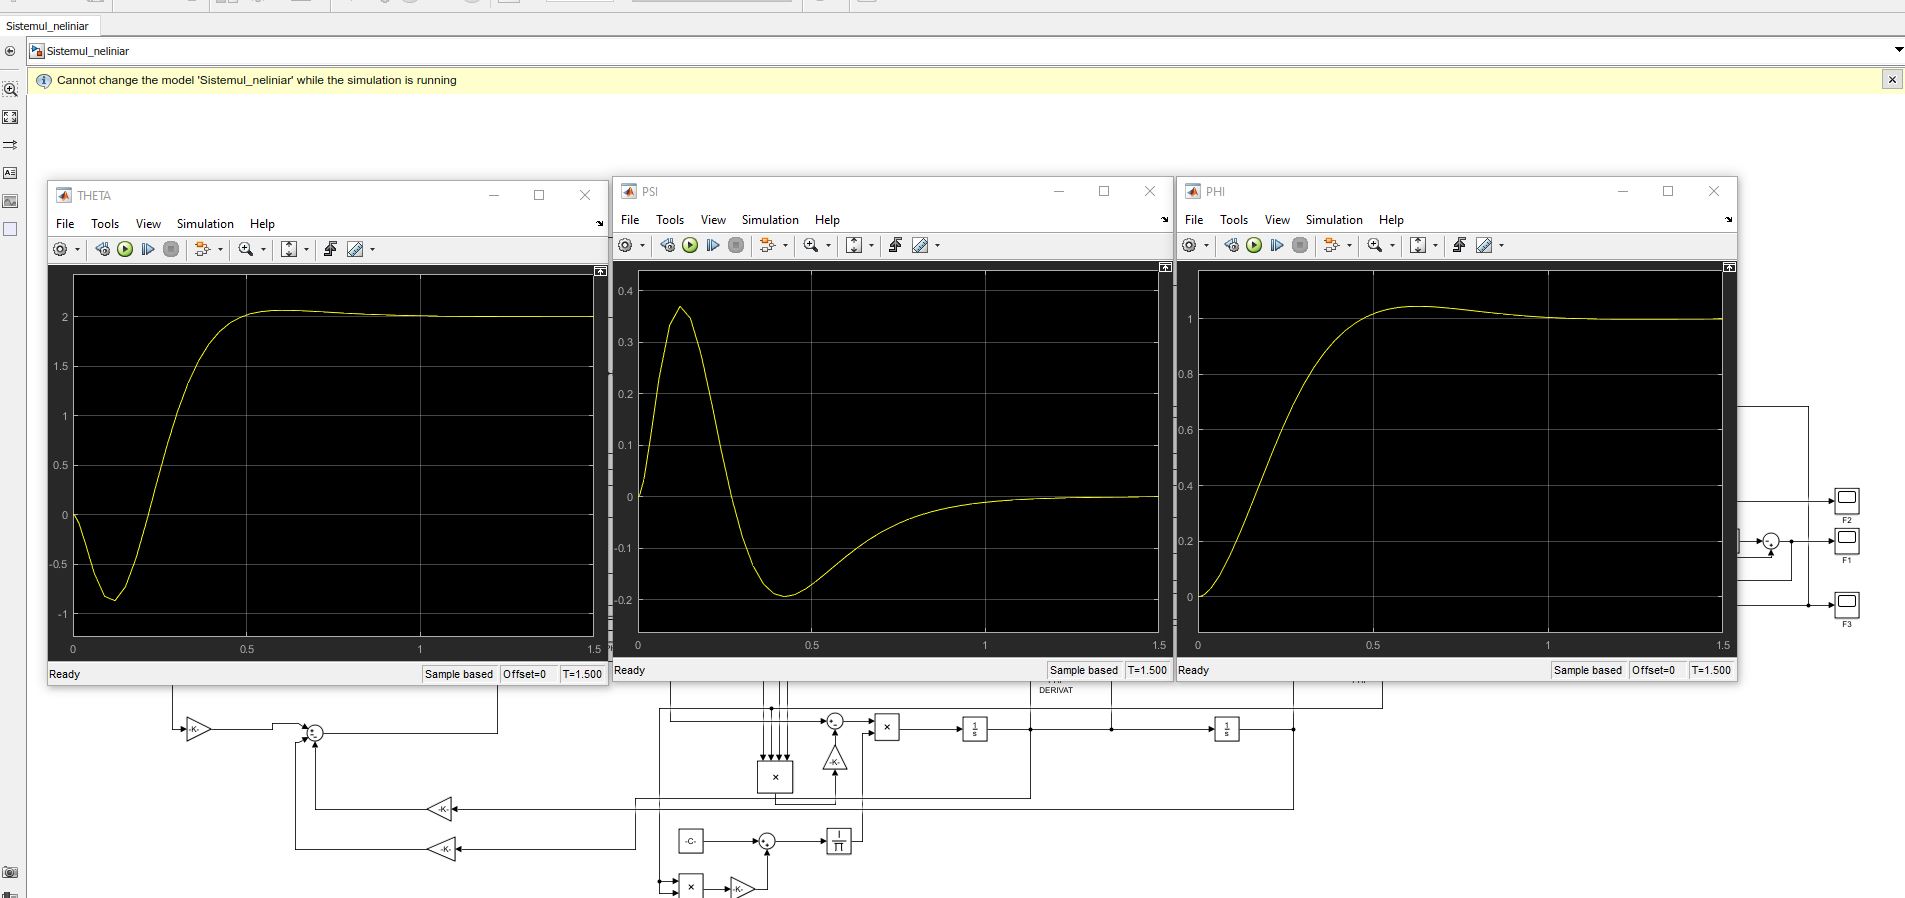 Sistemul_neliniar
Sistemul_neliniar
Cannot change the model 'Sistemul_neliniar' while the simulation is running
THETA
File Tools View Simulation Help
2
1.5
1
0.5
0
-0.5
-1
0 0.5 1 1.5
Ready Sample based Offset=0 T=1.500
PSI
File Tools View Simulation Help
0.4
0.3
0.2
0.1
0
-0.1
-0.2
0 0.5 1 1.5
Ready Sample based T=1.500
PHI
File Tools View Simulation Help
1
0.8
0.6
0.4
0.2
0
0 0.5 1 1.5
Ready Sample based Offset=0 T=1.500
F2
F1
F3
DERIVAT
-K-
×
1
s
1
s
-K-
×
-K-
-K-
-C-
×
-K-